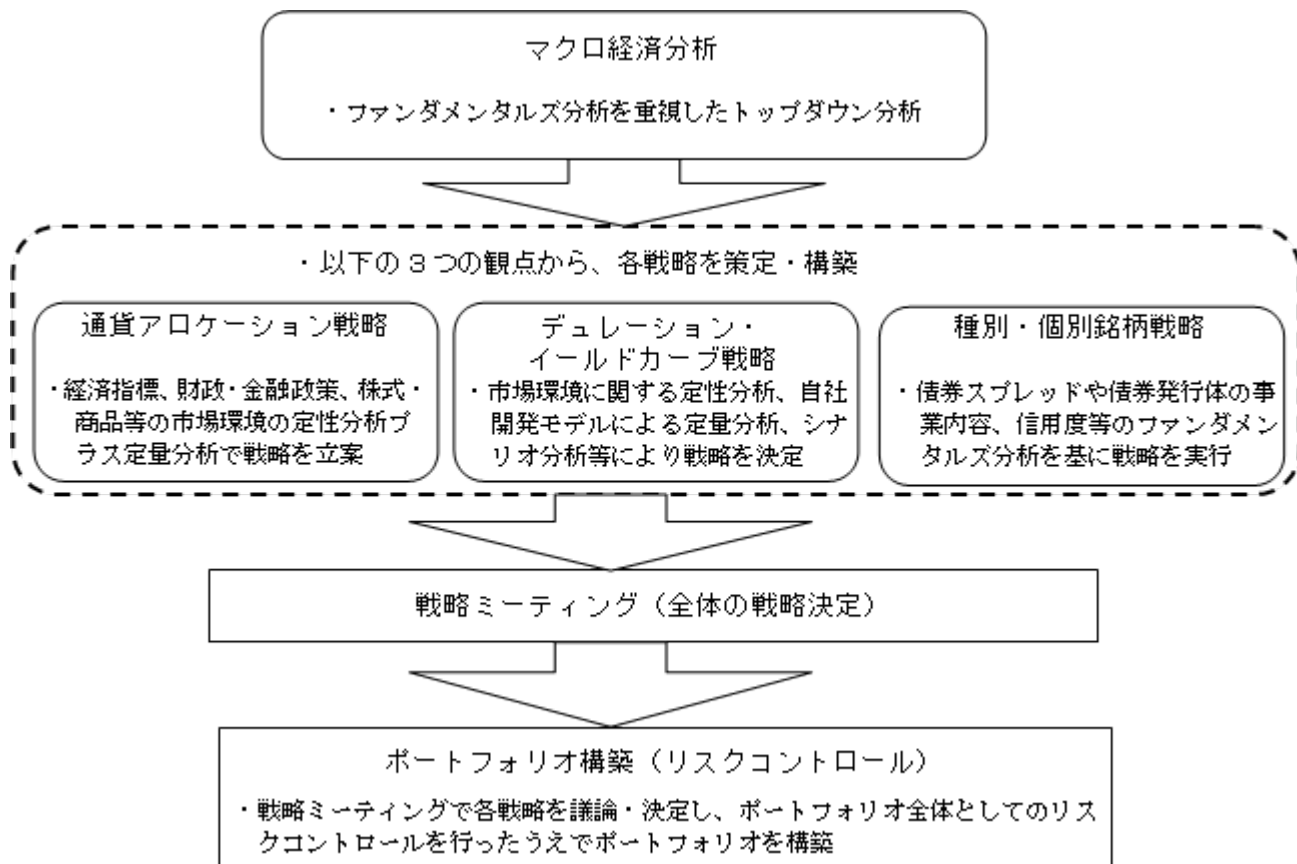 マクロ経済分析
・ファンダメンタルズ分析を重視したトップダウン分析
・以下の3つの観点から、各戦略を策定・構築
通貨アロケーション戦略
・経済指標、財政・金融政策、株式・
商品等の市場環境の定性分析プ
ラス定量分析で戦略を立案
デュレーション・
イールドカーブ戦略
・市場環境に関する定性分析、自社
開発モデルによる定量分析、シナ
リオ分析等により戦略を決定
種別・個別銘柄戦略
・債券スプレッドや債券発行体の事
業内容、信用度等のファンダメン
タルズ分析を基に戦略を実行
戦略ミーティング（全体の戦略決定）
ポートフォリオ構築（リスクコントロール）
・戦略ミーティングで各戦略を議論・決定し、ポートフォリオ全体としてのリス
クコントロールを行ったうえでポートフォリオを構築